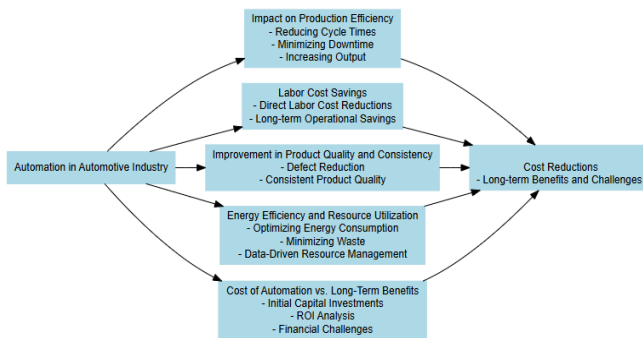 Impact on Production Efficiency
- Reducing Cycle Times
- Minimizing Downtime
- Increasing Output
Labor Cost Savings
- Direct Labor Cost Reductions
- Long-term Operational Savings
Automation in Automotive Industry
Improvement in Product Quality and Consistency
- Defect Reduction
- Consistent Product Quality
Cost Reductions
- Long-term Benefits and Challenges
Energy Efficiency and Resource Utilization
- Optimizing Energy Consumption
- Minimizing Waste
- Data-Driven Resource Management
Cost of Automation vs. Long-Term Benefits
- Initial Capital Investments
- ROI Analysis
- Financial Challenges